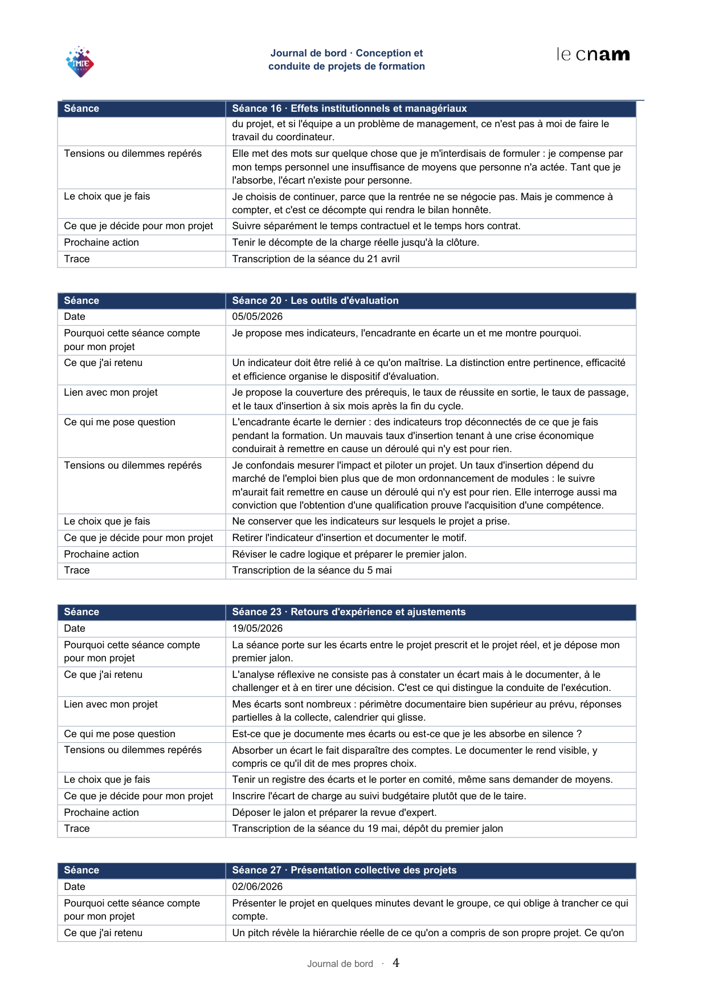 IMIE
PARIS
Journal de bord · Conception et
conduite de projets de formation
le cnam
Séance
Séance 16 · Effets institutionnels et managériaux
du projet, et si l'équipe a un problème de management, ce n'est pas à moi de faire le
travail du coordinateur.
Tensions ou dilemmes repérés
Elle met des mots sur quelque chose que je m'interdisais de formuler : je compense par
mon temps personnel une insuffisance de moyens que personne n'a actée. Tant que je
l'absorbe, l'écart n'existe pour personne.
Le choix que je fais
Je choisis de continuer, parce que la rentrée ne se négocie pas. Mais je commence à
compter, et c'est ce décompte qui rendra le bilan honnête.
Ce que je décide pour mon projet
Suivre séparément le temps contractuel et le temps hors contrat.
Prochaine action
Tenir le décompte de la charge réelle jusqu'à la clôture.
Trace
Transcription de la séance du 21 avril
Séance
Séance 20 · Les outils d'évaluation
Date
05/05/2026
Pourquoi cette séance compte
pour mon projet
Je propose mes indicateurs, l'encadrante en écarte un et me montre pourquoi.
Ce que j'ai retenu
Un indicateur doit être relié à ce qu'on maîtrise. La distinction entre pertinence, efficacité
et efficience organise le dispositif d'évaluation.
Lien avec mon projet
Je propose la couverture des prérequis, le taux de réussite en sortie, le taux de passage,
et le taux d'insertion à six mois après la fin du cycle.
Ce qui me pose question
L'encadrante écarte le dernier : des indicateurs trop déconnectés de ce que je fais
pendant la formation. Un mauvais taux d'insertion tenant à une crise économique
conduirait à remettre en cause un déroulé qui n'y est pour rien.
Tensions ou dilemmes repérés
Je confondais mesurer l'impact et piloter un projet. Un taux d'insertion dépend du
marché de l'emploi bien plus que de mon ordonnancement de modules : le suivre
m'aurait fait remettre en cause un déroulé qui n'y est pour rien. Elle interroge aussi ma
conviction que l'obtention d'une qualification prouve l'acquisition d'une compétence.
Le choix que je fais
Ne conserver que les indicateurs sur lesquels le projet a prise.
Ce que je décide pour mon projet
Retirer l'indicateur d'insertion et documenter le motif.
Prochaine action
Réviser le cadre logique et préparer le premier jalon.
Trace
Transcription de la séance du 5 mai
Séance
Séance 23 · Retours d'expérience et ajustements
Date
19/05/2026
Pourquoi cette séance compte
pour mon projet
La séance porte sur les écarts entre le projet prescrit et le projet réel, et je dépose mon
premier jalon.
Ce que j'ai retenu
L'analyse réflexive ne consiste pas à constater un écart mais à le documenter, à le
challenger et à en tirer une décision. C'est ce qui distingue la conduite de l'exécution.
Lien avec mon projet
Mes écarts sont nombreux : périmètre documentaire bien supérieur au prévu, réponses
partielles à la collecte, calendrier qui glisse.
Ce qui me pose question
Est-ce que je documente mes écarts ou est-ce que je les absorbe en silence ?
Tensions ou dilemmes repérés
Absorber un écart le fait disparaître des comptes. Le documenter le rend visible, y
compris ce qu'il dit de mes propres choix.
Le choix que je fais
Tenir un registre des écarts et le porter en comité, même sans demander de moyens.
Ce que je décide pour mon projet
Inscrire l'écart de charge au suivi budgétaire plutôt que de le taire.
Prochaine action
Déposer le jalon et préparer la revue d'expert.
Trace
Transcription de la séance du 19 mai, dépôt du premier jalon
Séance
Séance 27 · Présentation collective des projets
Date
02/06/2026
Pourquoi cette séance compte
pour mon projet
Présenter le projet en quelques minutes devant le groupe, ce qui oblige à trancher ce qui
compte.
Ce que j'ai retenu
Un pitch révèle la hiérarchie réelle de ce qu'on a compris de son propre projet. Ce qu'on
Journal de bord · 4